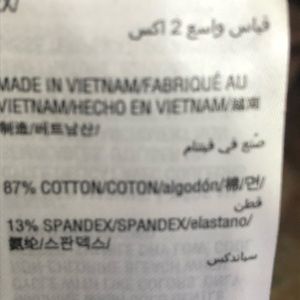 قياس واسع 2 اكس
MADE IN VIETNAM/FABRIQUÉ AU
VIETNAM/HECHO EN VIETNAM/越南
制造/베트남산/
صنع في فيتنام
87% COTTON/COTON/algodón/棉/면/
قطن
13% SPANDEX/SPANDEX/elastano/
氨纶/스판덱스/
سباندكس